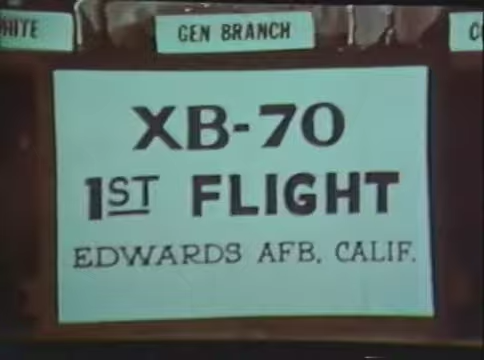 HITE
GEN BRANCH
XB-70
1ST FLIGHT
EDWARDS AFB. CALIF.